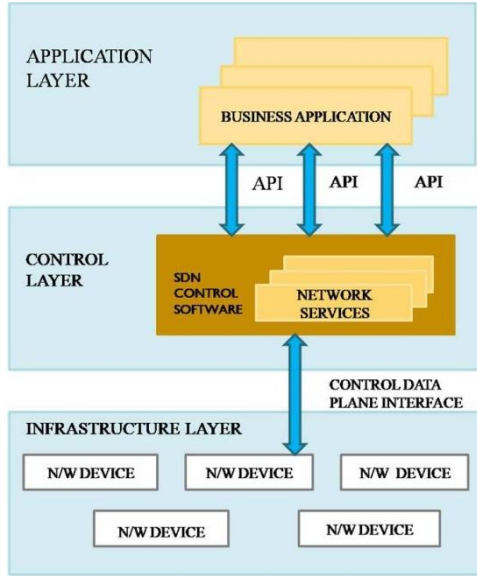 APPLICATION
LAYER
BUSINESS APPLICATION
API
API
API
CONTROL
LAYER
SDN
CONTROL
SOFTWARE
NETWORK
SERVICES
CONTROL DATA
PLANE INTERFACE
INFRASTRUCTURE LAYER
N/W DEVICE
N/W DEVICE
N/W DEVICE
N/W DEVICE
N/W DEVICE